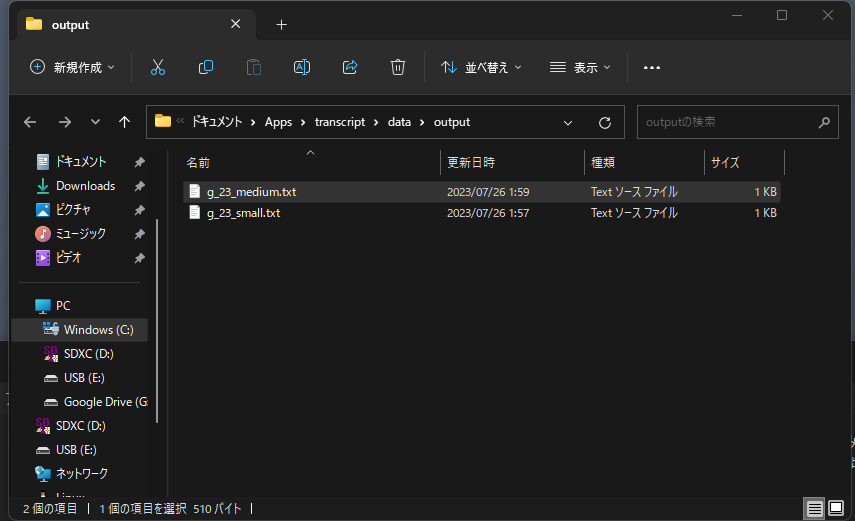 output
新規作成
並べ替え
表示
ドキュメント
Apps
transcript
data
output
outputの検索
ドキュメント
Downloads
ピクチャ
ミュージック
ビデオ
PC
Windows (C:)
SDXC (D:)
USB (E:)
Google Drive (G:
SDXC (D:)
USB (E:)
ネットワーク
Linux
名前 更新日時 種類 サイズ
g_23_medium.txt 2023/07/26 1:59 Text ソース ファイル 1 KB
g_23_small.txt 2023/07/26 1:57 Text ソース ファイル 1 KB
2 個の項目 1 個の項目を選択 510 バイト